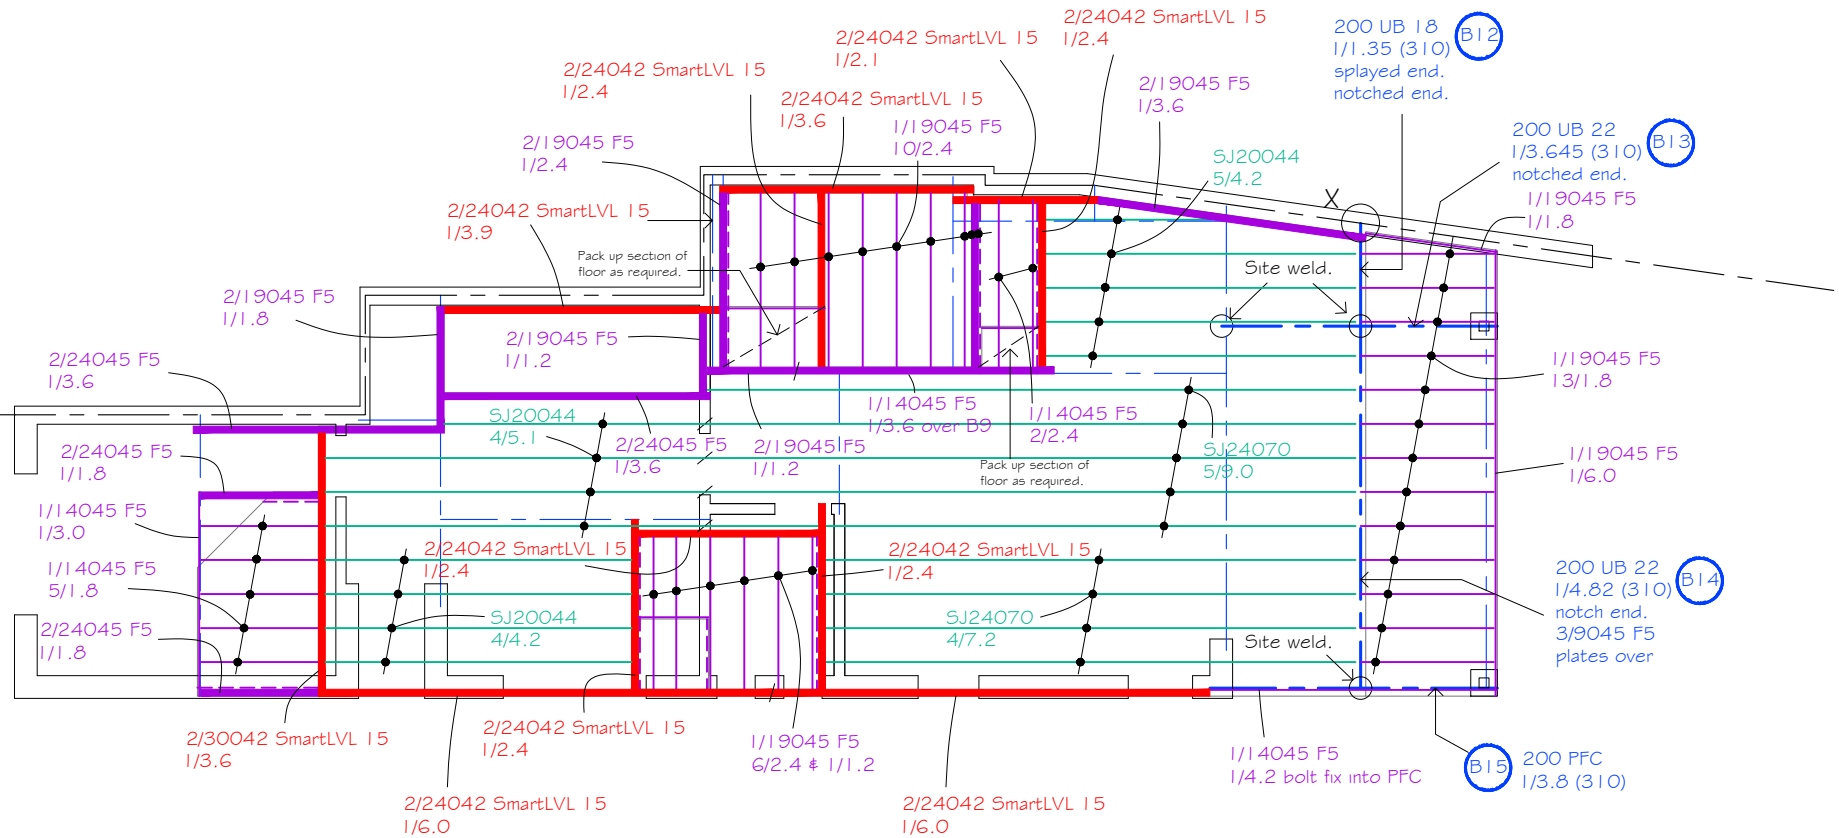 2/24042 SmartLVL 15
1/2.4
2/24042 SmartLVL 15
1/2.1
2/24042 SmartLVL 15
1/2.4
200 UB 18
1/1.35 (310)
splayed end.
notched end.
B12
2/24042 SmartLVL 15
1/3.6
2/19045 F5
1/3.6
1/19045 F5
10/2.4
2/19045 F5
1/2.4
SJ20044
5/4.2
200 UB 22
1/3.645 (310)
notched end.
B13
X
1/19045 F5
1/1.8
2/24042 SmartLVL 15
1/3.9
Pack up section of
floor as required.
Site weld.
2/19045 F5
1/1.8
2/19045 F5
1/1.2
2/24045 F5
1/3.6
1/19045 F5
13/1.8
SJ20044
4/5.1
1/14045 F5
1/3.6 over B9
1/14045 F5
2/2.4
2/24045 F5
1/3.6
2/19045 F5
1/1.2
SJ24070
5/9.0
Pack up section of
floor as required.
2/24045 F5
1/1.8
1/19045 F5
1/6.0
1/14045 F5
1/3.0
2/24042 SmartLVL 15
1/2.4
2/24042 SmartLVL 15
1/2.4
1/14045 F5
5/1.8
200 UB 22
1/4.82 (310)
notch end.
3/9045 F5
plates over
B14
SJ20044
4/4.2
SJ24070
4/7.2
2/24045 F5
1/1.8
Site weld.
2/30042 SmartLVL 15
1/3.6
2/24042 SmartLVL 15
1/2.4
1/19045 F5
6/2.4 & 1/1.2
1/14045 F5
1/4.2 bolt fix into PFC
B15
200 PFC
1/3.8 (310)
2/24042 SmartLVL 15
1/6.0
2/24042 SmartLVL 15
1/6.0